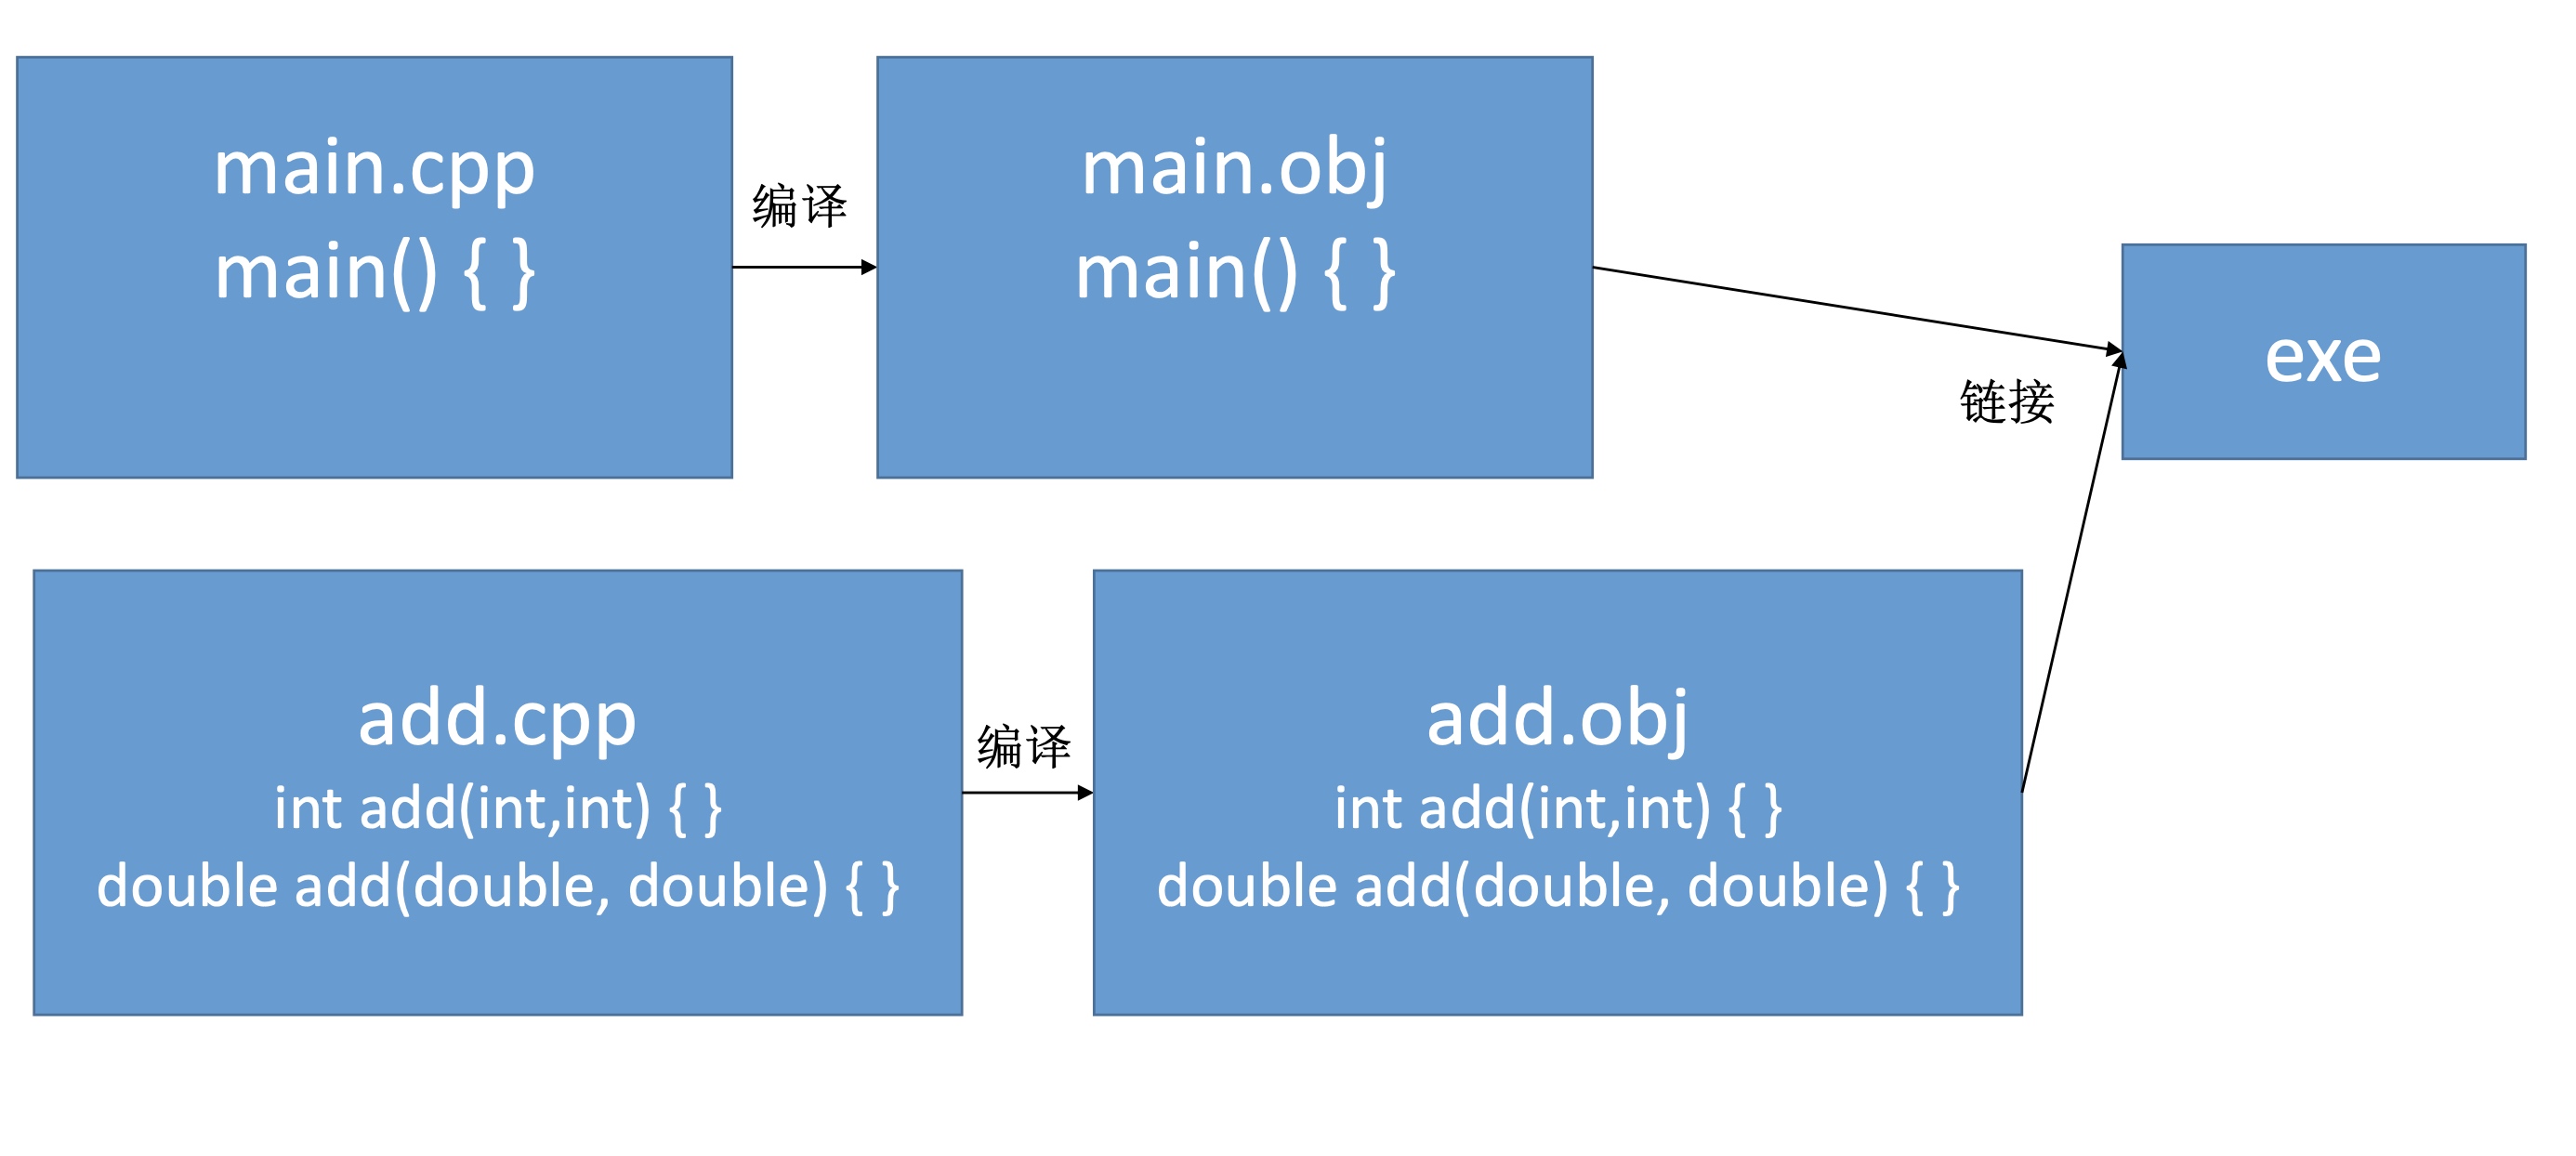 main.cpp
main() { }
编译
main.obj
main() { }
链接
exe
add.cpp
int add(int,int) { }
double add(double, double) { }
编译
add.obj
int add(int,int) { }
double add(double, double) { }